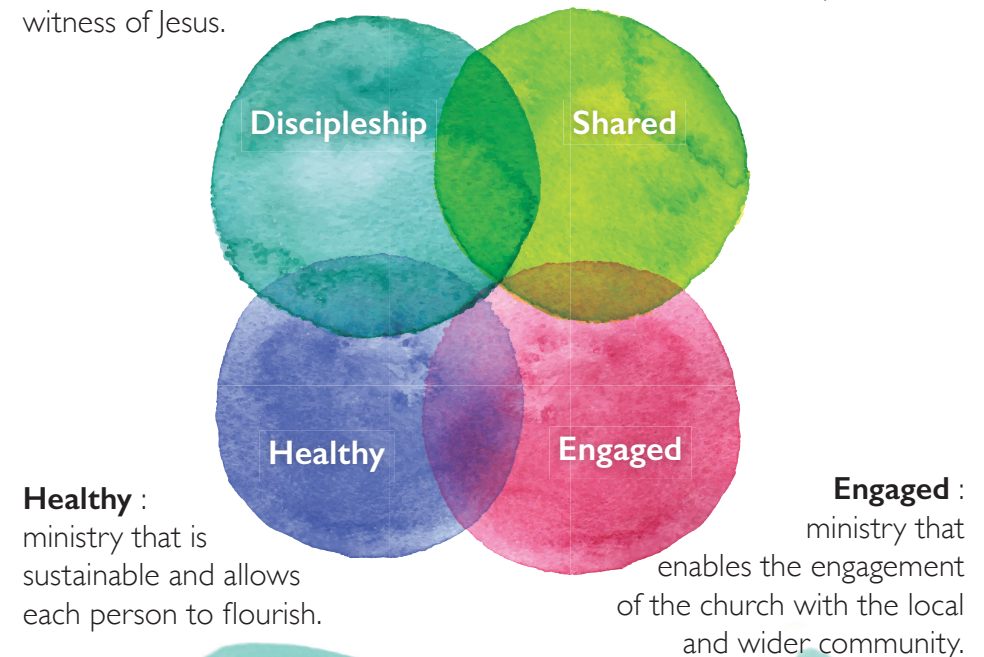 witness of Jesus.
Discipleship
Shared
Healthy
Engaged
Healthy :
ministry that is
sustainable and allows
each person to flourish.
Engaged :
ministry that
enables the engagement
of the church with the local
and wider community.